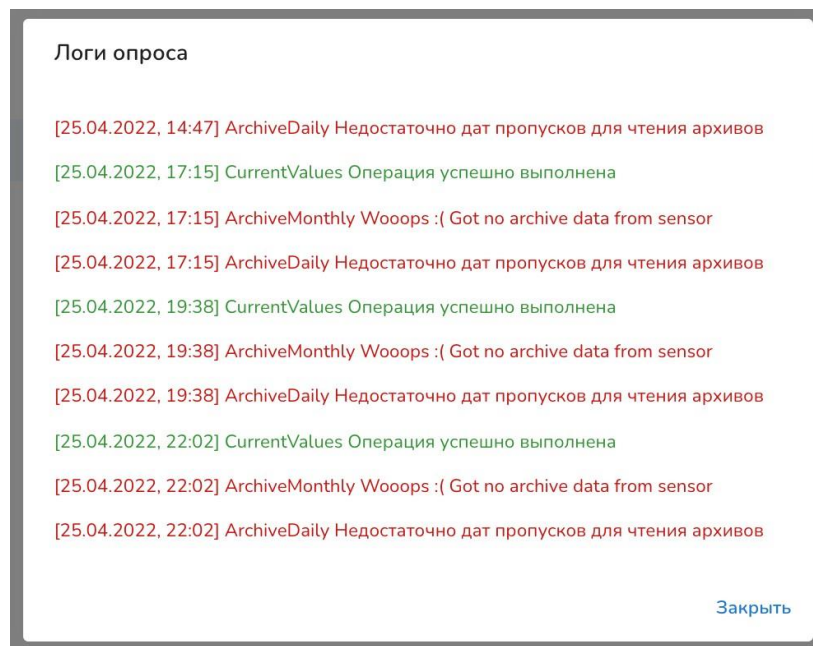 Логи опроса
[25.04.2022, 14:47] ArchiveDaily Недостаточно дат пропусков для чтения архивов
[25.04.2022, 17:15] CurrentValues Операция успешно выполнена
[25.04.2022, 17:15] ArchiveMonthly Wooops :( Got no archive data from sensor
[25.04.2022, 17:15] ArchiveDaily Недостаточно дат пропусков для чтения архивов
[25.04.2022, 19:38] CurrentValues Операция успешно выполнена
[25.04.2022, 19:38] ArchiveMonthly Wooops :( Got no archive data from sensor
[25.04.2022, 19:38] ArchiveDaily Недостаточно дат пропусков для чтения архивов
[25.04.2022, 22:02] CurrentValues Операция успешно выполнена
[25.04.2022, 22:02] ArchiveMonthly Wooops :( Got no archive data from sensor
[25.04.2022, 22:02] ArchiveDaily Недостаточно дат пропусков для чтения архивов
Закрыть